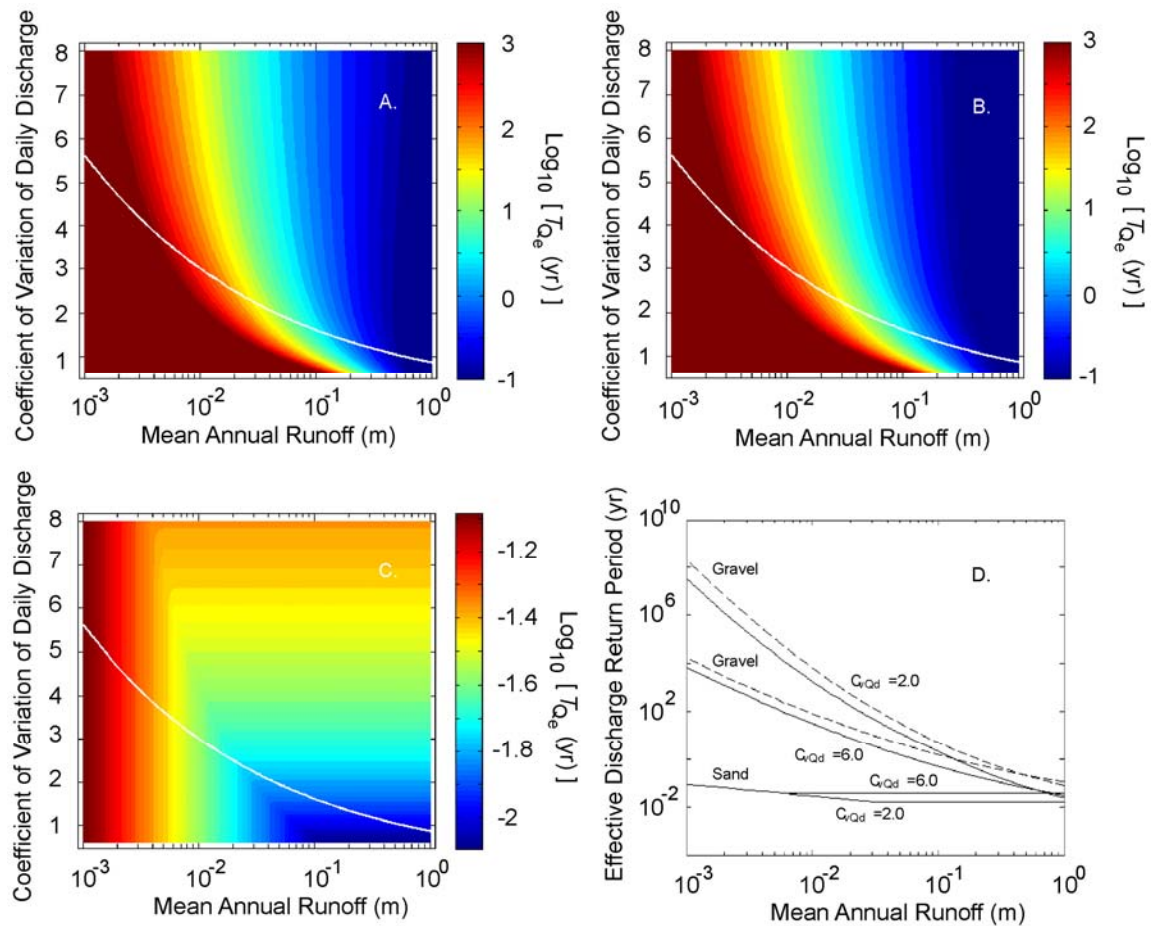 Coefficient of Variation of Daily Discharge
8
7
6
5
4
3
2
1
A.
10^-3
10^-2
10^-1
10^0
Mean Annual Runoff (m)
3
2
1
0
-1
Log10 [ TQe (yr) ]
Coefficient of Variation of Daily Discharge
8
7
6
5
4
3
2
1
B.
10^-3
10^-2
10^-1
10^0
Mean Annual Runoff (m)
3
2
1
0
-1
Log10 [ TQe (yr) ]
Coefficient of Variation of Daily Discharge
8
7
6
5
4
3
2
1
C.
10^-3
10^-2
10^-1
10^0
Mean Annual Runoff (m)
-1.2
-1.4
-1.6
-1.8
-2
Log10 [ TQe (yr) ]
Effective Discharge Return Period (yr)
10^10
10^6
10^2
10^-2
D.
Gravel
Gravel
CvQd =2.0
CvQd =6.0
Sand
CvQd =6.0
CvQd =2.0
10^-3
10^-2
10^-1
10^0
Mean Annual Runoff (m)